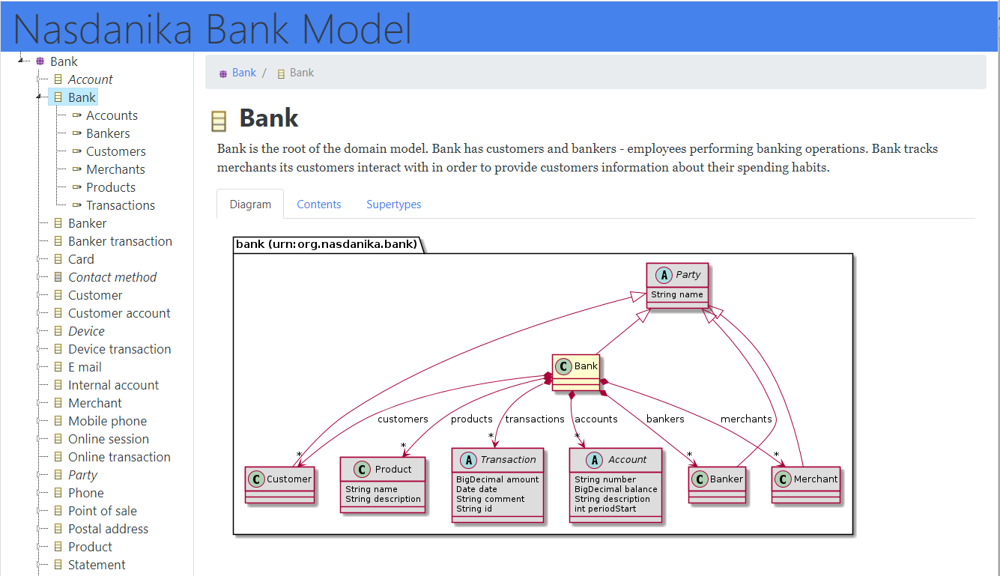 Nasdanika Bank Model
Bank
Account
Bank
Accounts
Bankers
Customers
Merchants
Products
Transactions
Banker
Banker transaction
Card
Contact method
Customer
Customer account
Device
Device transaction
E mail
Internal account
Merchant
Mobile phone
Online session
Online transaction
Party
Phone
Point of sale
Postal address
Product
Statement
Bank / Bank
Bank
Bank is the root of the domain model. Bank has customers and bankers - employees performing banking operations. Bank tracks
merchants its customers interact with in order to provide customers information about their spending habits.
Diagram Contents Supertypes
bank (urn:org.nasdanika.bank)
A Party
String name
C Bank
customers products transactions accounts bankers merchants
* * * * * *
C Customer
C Product
String name
String description
A Transaction
BigDecimal amount
Date date
String comment
String id
A Account
String number
BigDecimal balance
String description
int periodStart
C Banker
C Merchant